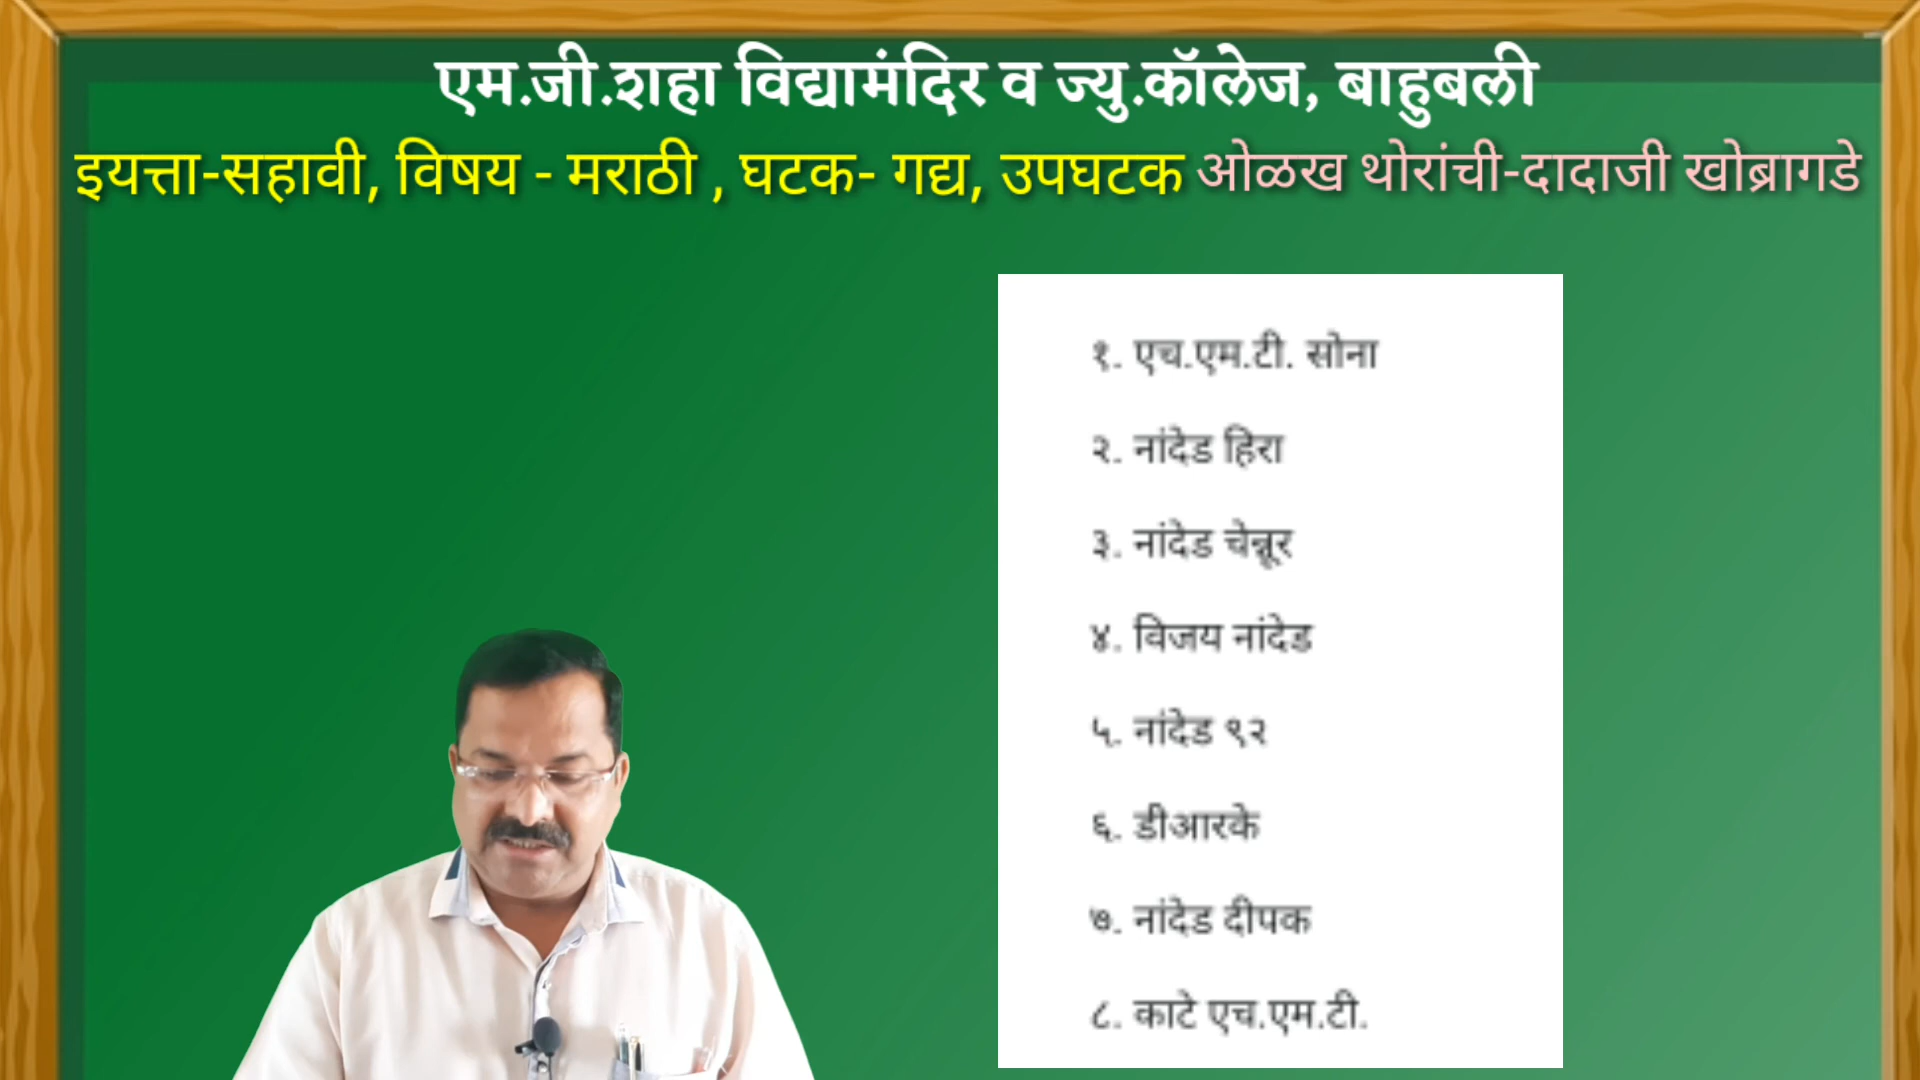 एम.जी.शहा विद्यामंदिर व ज्यु.कॉलेज, बाहुबली
इयत्ता-सहावी, विषय - मराठी , घटक- गद्य, उपघटक ओळख थोरांची-दादाजी खोब्रागडे
१. एच.एम.टी. सोना
२. नांदेड हिरा
३. नांदेड चेन्नूर
४. विजय नांदेड
५. नांदेड ९२
६. डीआरके
७. नांदेड दीपक
८. काटे एच.एम.टी.